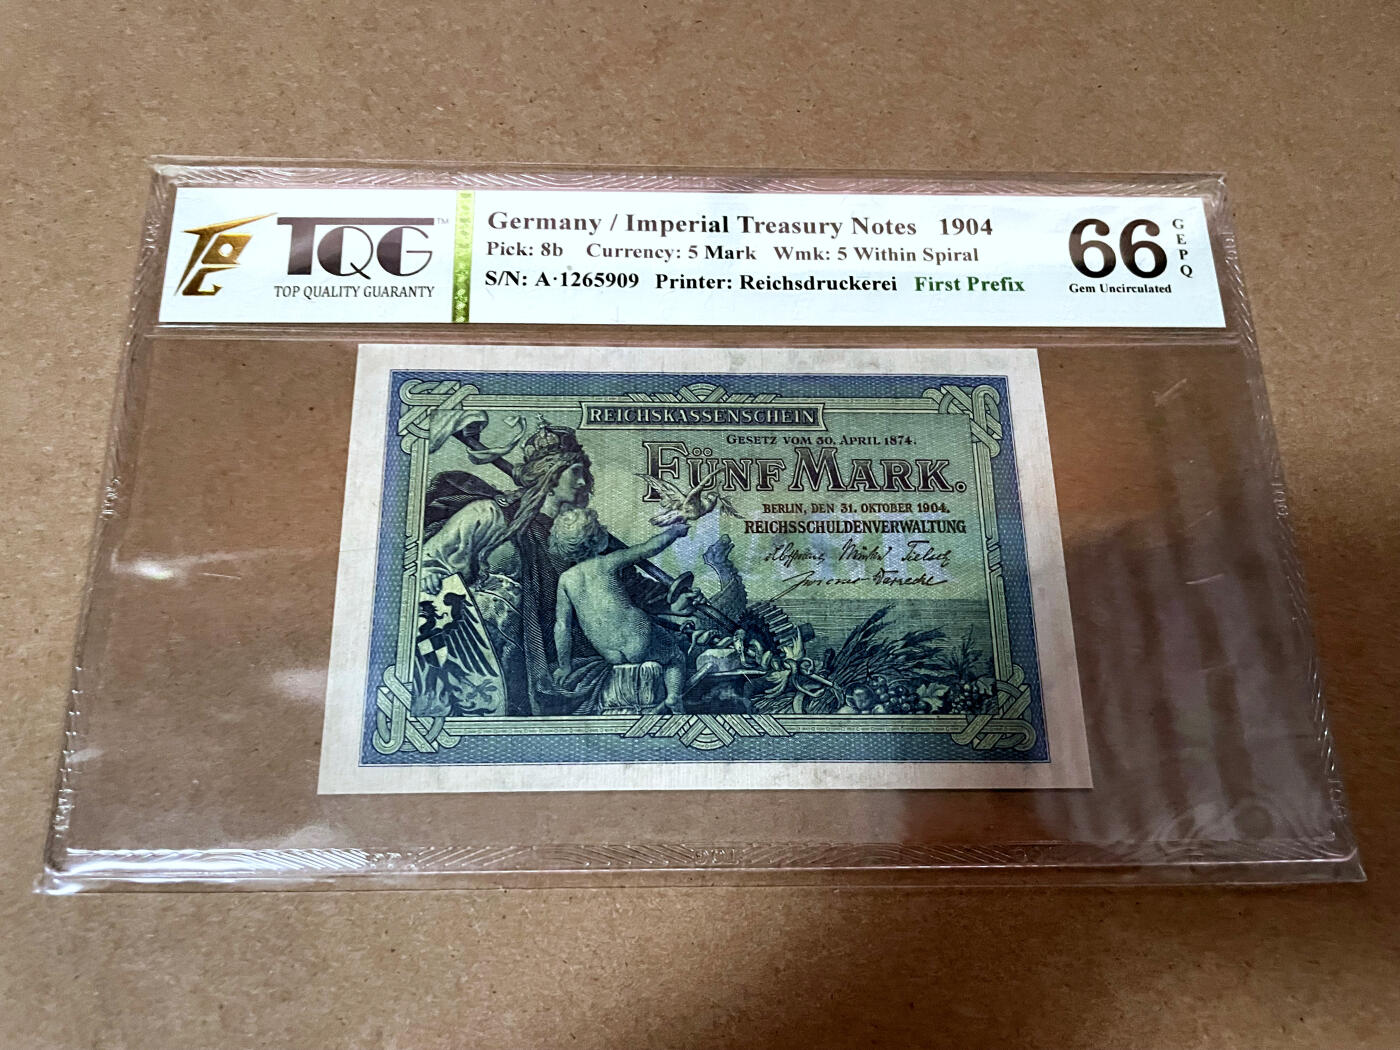 TQG™
TOP QUALITY GUARANTY
Germany / Imperial Treasury Notes 1904
Pick: 8b Currency: 5 Mark Wmk: 5 Within Spiral
S/N: A·1265909 Printer: Reichsdruckerei First Prefix
66
GEPQ
Gem Uncirculated
REICHSKASSENSCHEIN
GESETZ VOM 30. APRIL 1874.
FÜNF MARK.
BERLIN, DEN 31. OKTOBER 1904.
REICHSSCHULDENVERWALTUNG